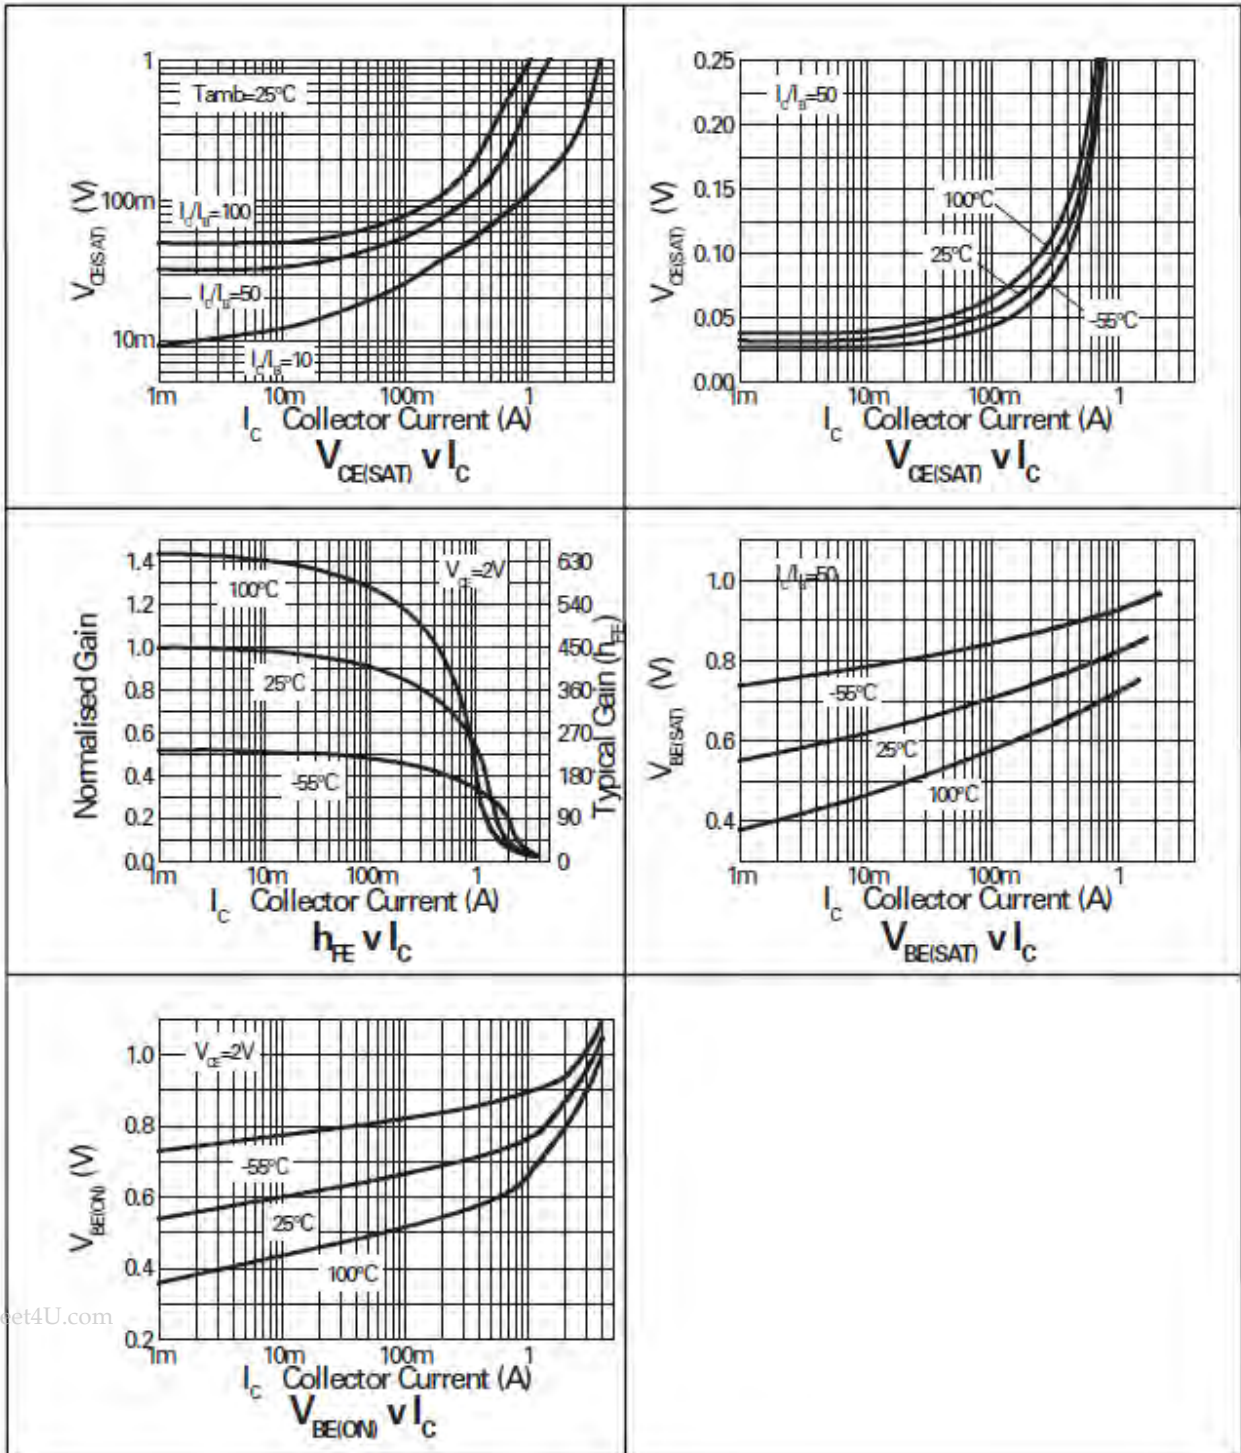 1
100m
10m
1
V_CE(SAT) (V)
Tamb=25°C
I_C/I_B=100
I_C/I_B=50
I_C/I_B=10
1m 10m 100m 1
I_C Collector Current (A)
V_CE(SAT) v I_C
0.25
0.20
0.15
0.10
0.05
0.00
V_CE(SAT) (V)
I_C/I_B=50
100°C
25°C
-55°C
1m 10m 100m 1
I_C Collector Current (A)
V_CE(SAT) v I_C
1.4
1.2
1.0
0.8
0.6
0.4
0.2
0.0
Normalised Gain
V_CE=2V
100°C
25°C
-55°C
630
540
450
360
270
180
90
0
Typical Gain (h_FE)
1m 10m 100m 1
I_C Collector Current (A)
h_FE v I_C
1.0
0.8
0.6
0.4
V_BE(SAT) (V)
I_C/I_B=50
-55°C
25°C
100°C
1m 10m 100m 1
I_C Collector Current (A)
V_BE(SAT) v I_C
1.0
0.8
0.6
0.4
0.2
V_BE(ON) (V)
V_CE=2V
-55°C
25°C
100°C
eet4U.com
1m 10m 100m 1
I_C Collector Current (A)
V_BE(ON) v I_C